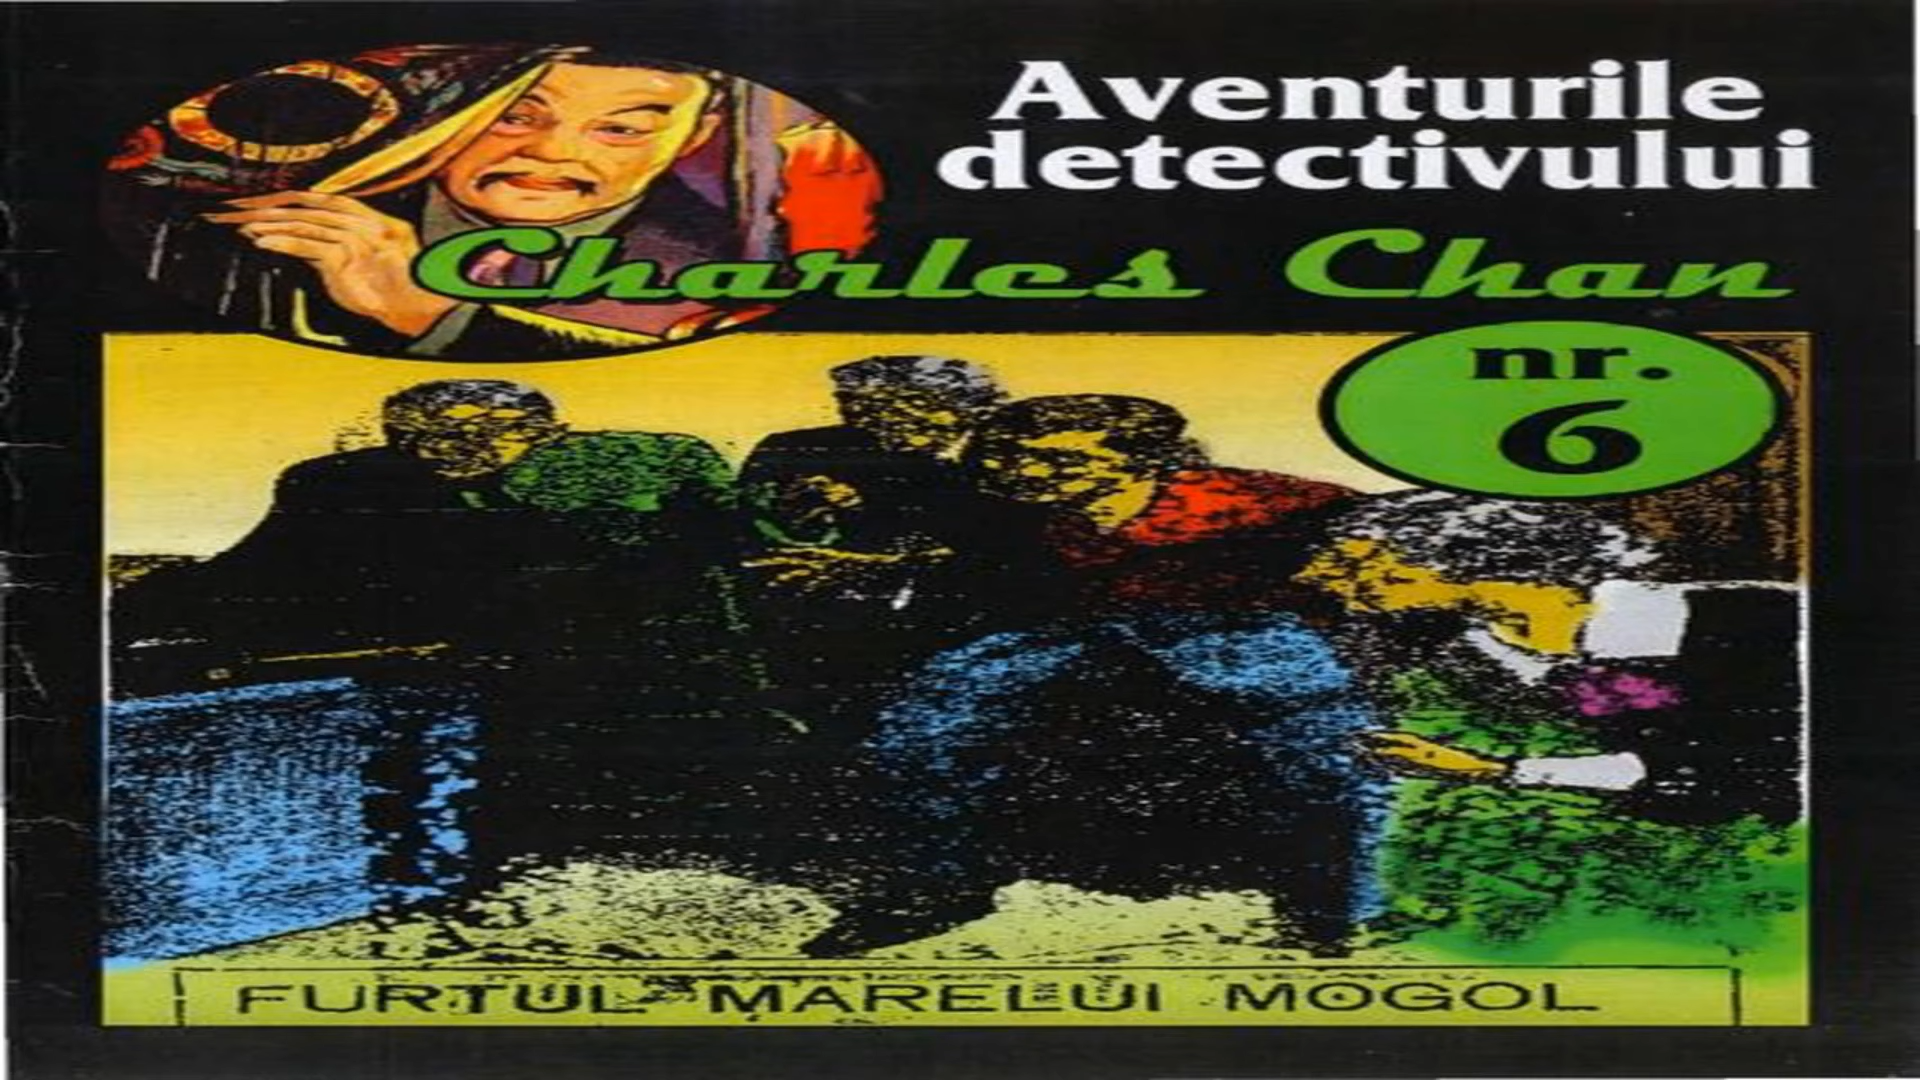 Aventurile
detectivului
Charles Chan
nr.
6
FURTUL MARELUI MOGOL